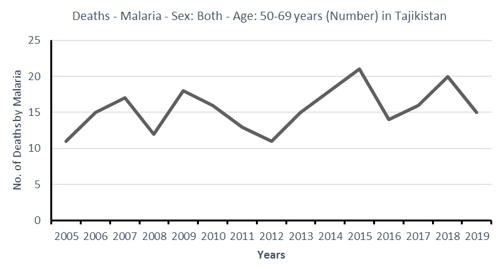 Deaths - Malaria - Sex: Both - Age: 50-69 years (Number) in Tajikistan
25
20
15
10
5
0
No. of Deaths by Malaria
2005 2006 2007 2008 2009 2010 2011 2012 2013 2014 2015 2016 2017 2018 2019
Years